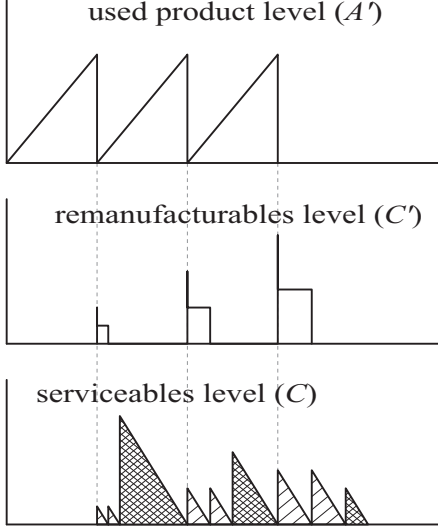 used product level (A')
remanufacturables level (C')
serviceables level (C)